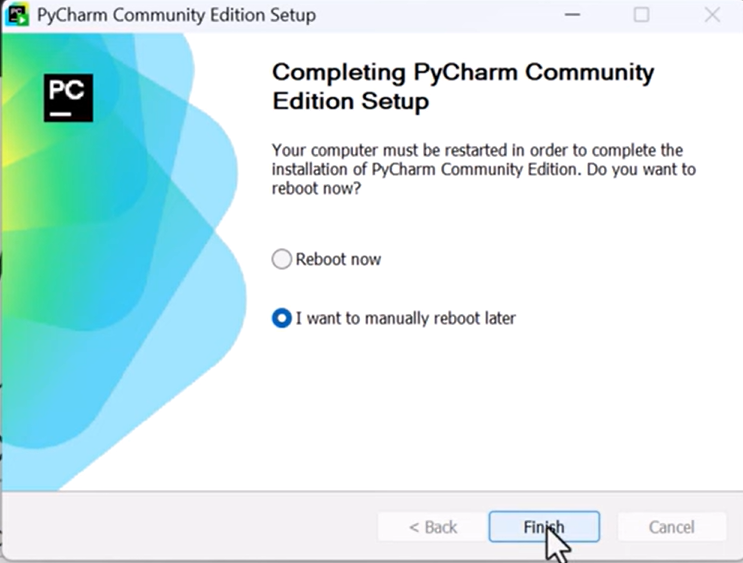 PyCharm Community Edition Setup
PC
Completing PyCharm Community
Edition Setup
Your computer must be restarted in order to complete the
installation of PyCharm Community Edition. Do you want to
reboot now?
Reboot now
I want to manually reboot later
< Back
Finish
Cancel